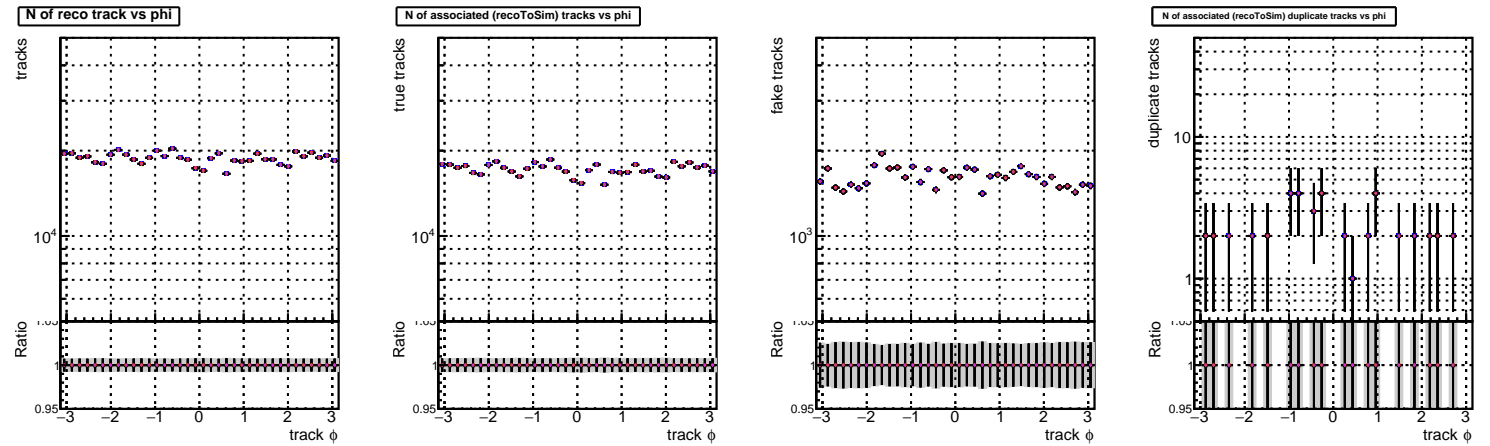 N of reco track vs phi
tracks
10⁴
Ratio
1
0.95
−3 −2 −1 0 1 2 3
track ϕ
N of associated (recoToSim) tracks vs phi
true tracks
10⁴
Ratio
1
0.95
−3 −2 −1 0 1 2 3
track ϕ
fake tracks
10³
Ratio
1
0.95
−3 −2 −1 0 1 2 3
track ϕ
N of associated (recoToSim) duplicate tracks vs phi
duplicate tracks
10
1
Ratio
1
0.95
−3 −2 −1 0 1 2 3
track ϕ